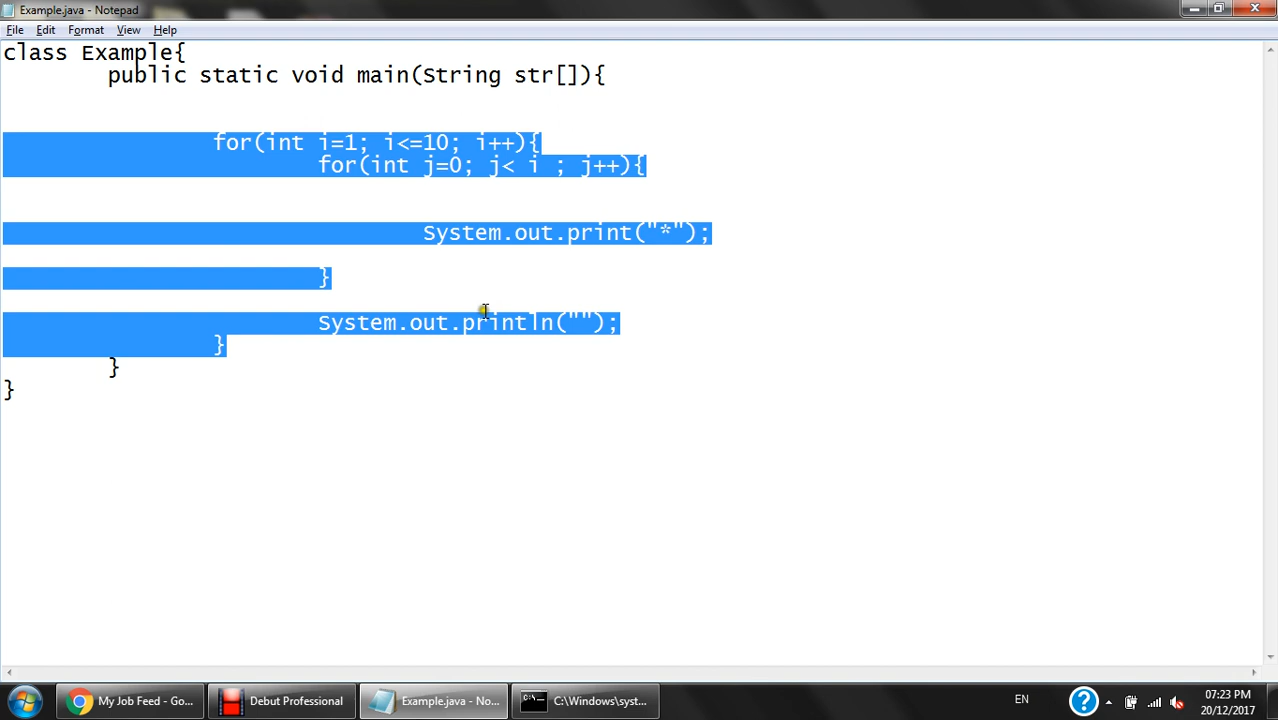 Example.java - Notepad
File Edit Format View Help
class Example{
public static void main(String str[]){
for(int i=1; i<=10; i++){
for(int j=0; j< i ; j++){
System.out.print("*");
}
System.out.println("");
}
}
}
My Job Feed - Go... Debut Professional Example.java - No... C:\Windows\syst... EN 07:23 PM
20/12/2017